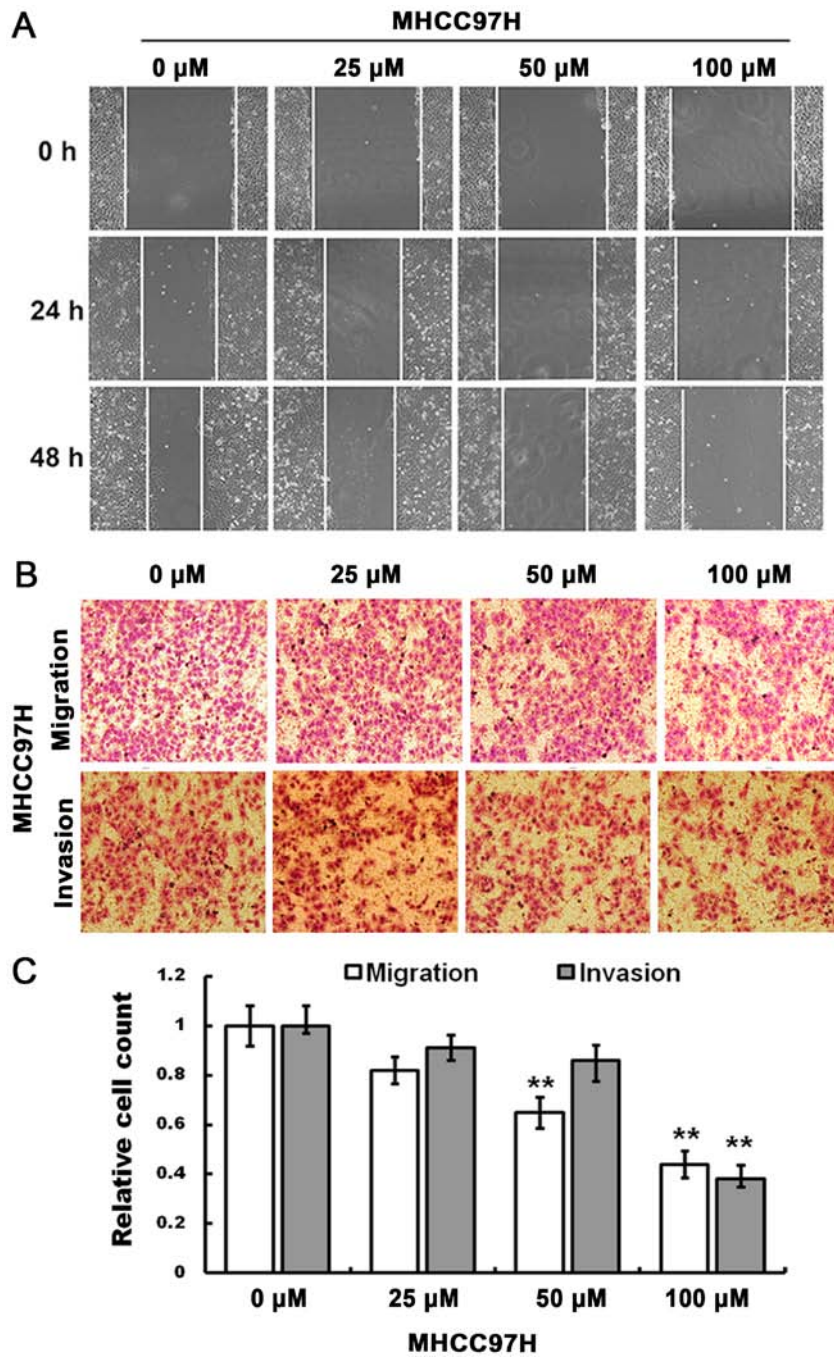 A
MHCC97H
0 µM 25 µM 50 µM 100 µM
0 h
24 h
48 h
B
0 µM 25 µM 50 µM 100 µM
MHCC97H
Migration
Invasion
C
Migration Invasion
Relative cell count
1.2
1
0.8
0.6
0.4
0.2
0
**
** **
0 µM 25 µM 50 µM 100 µM
MHCC97H